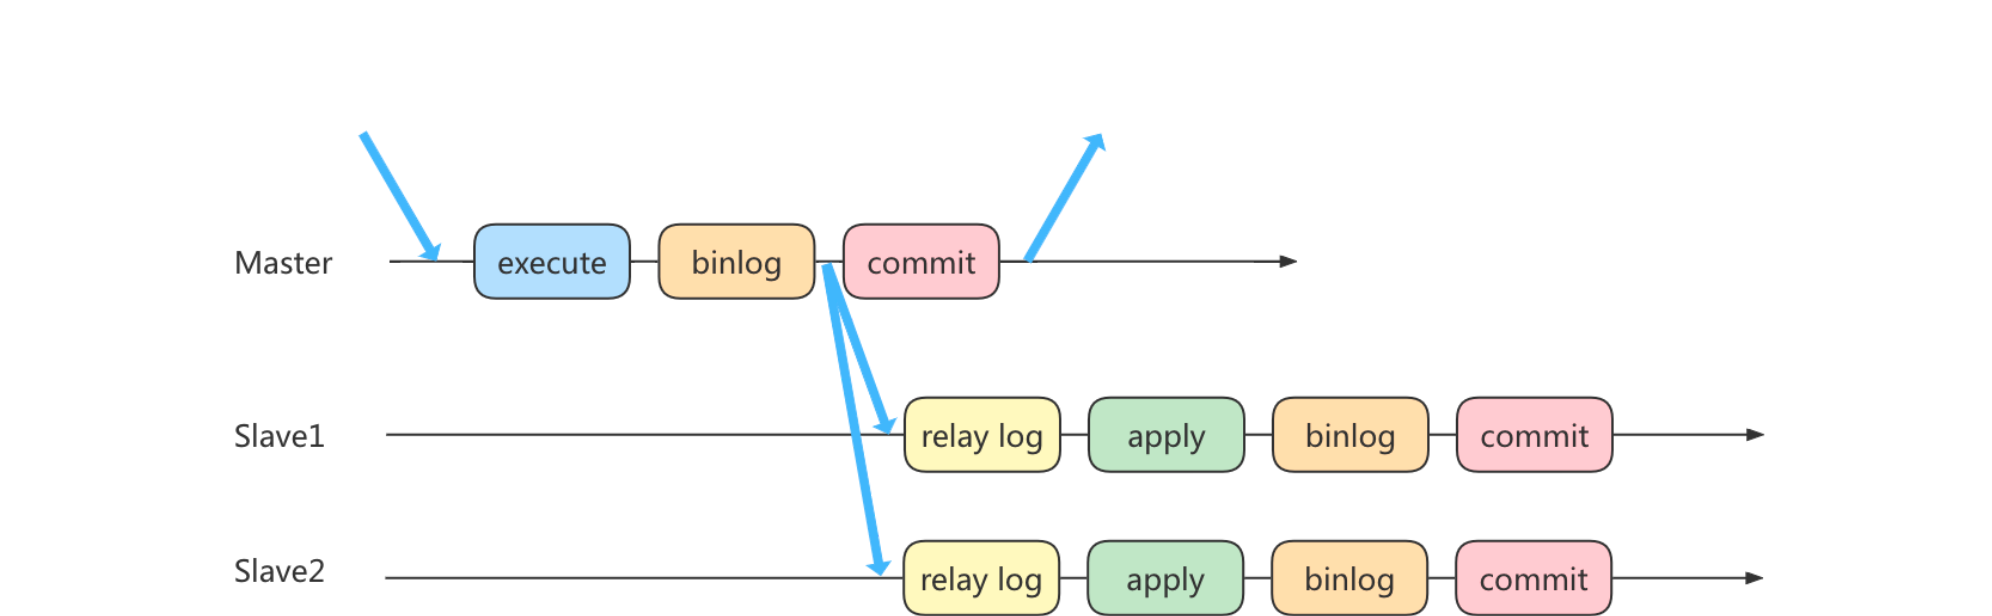 Master execute binlog commit
Slave1 relay log apply binlog commit
Slave2 relay log apply binlog commit